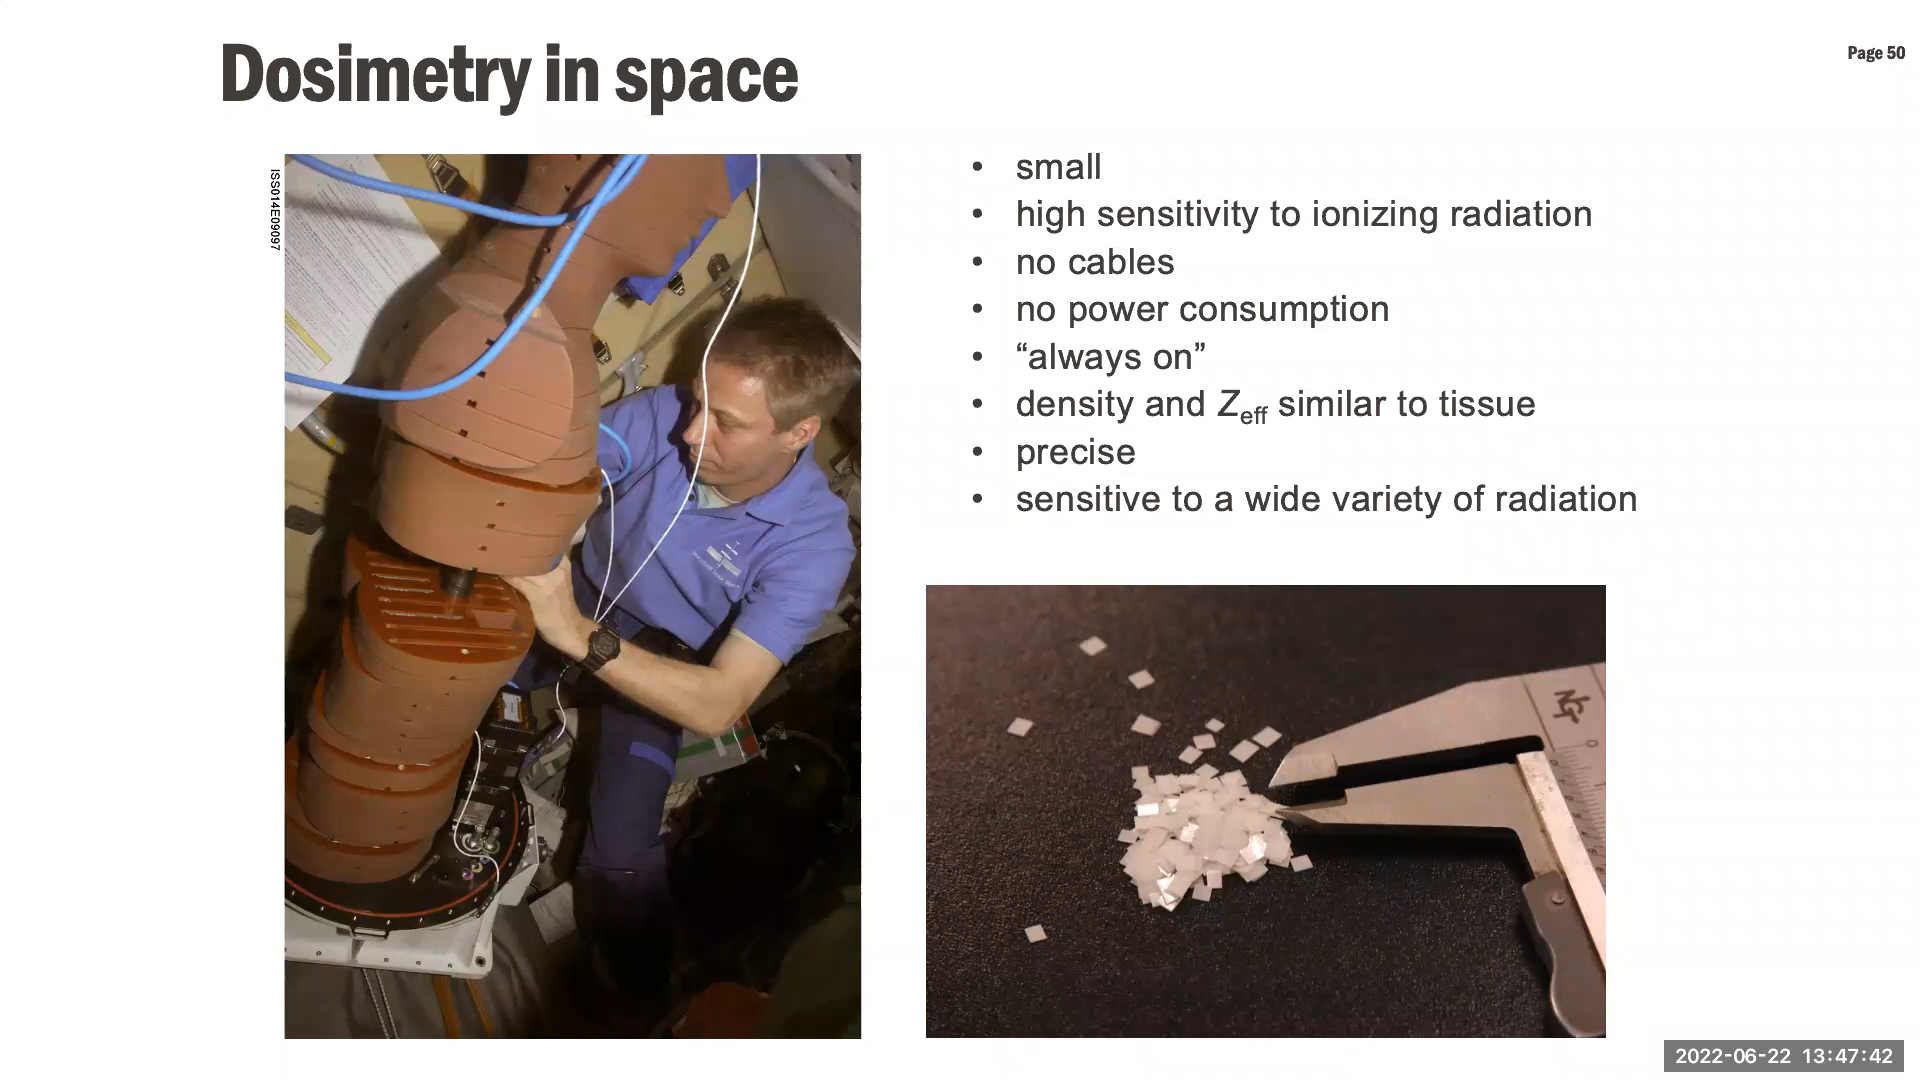 Dosimetry in space
Page 50
ISS014E09097
• small
• high sensitivity to ionizing radiation
• no cables
• no power consumption
• “always on”
• density and Zeff similar to tissue
• precise
• sensitive to a wide variety of radiation
0
2022-06-22 13:47:42